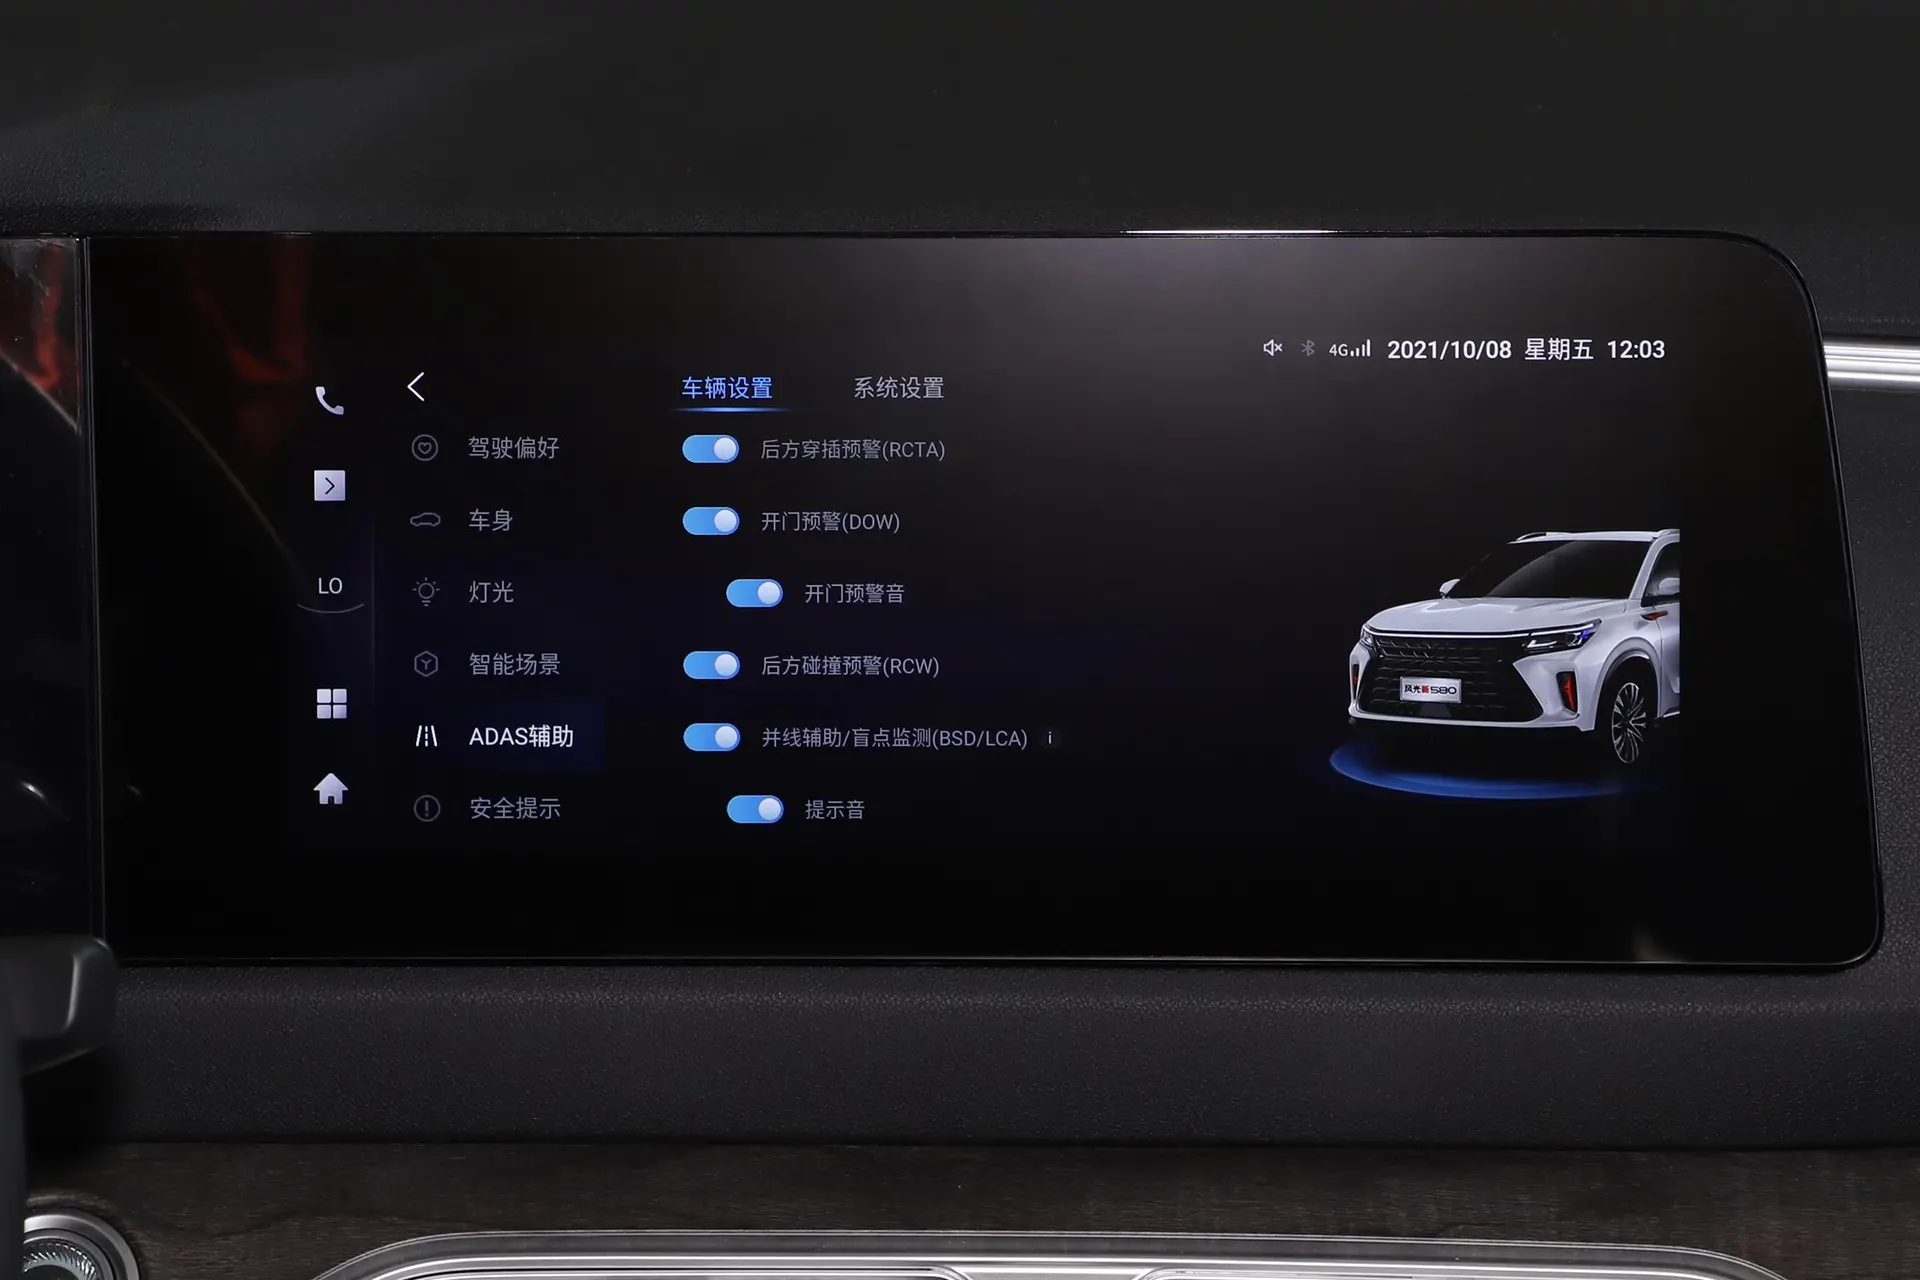 4G 2021/10/08 星期五 12:03
车辆设置 系统设置
驾驶偏好 后方穿插预警(RCTA)
车身 开门预警(DOW)
LO
灯光 开门预警音
智能场景 后方碰撞预警(RCW)
风光新580
ADAS辅助 并线辅助/盲点监测(BSD/LCA) i
安全提示 提示音